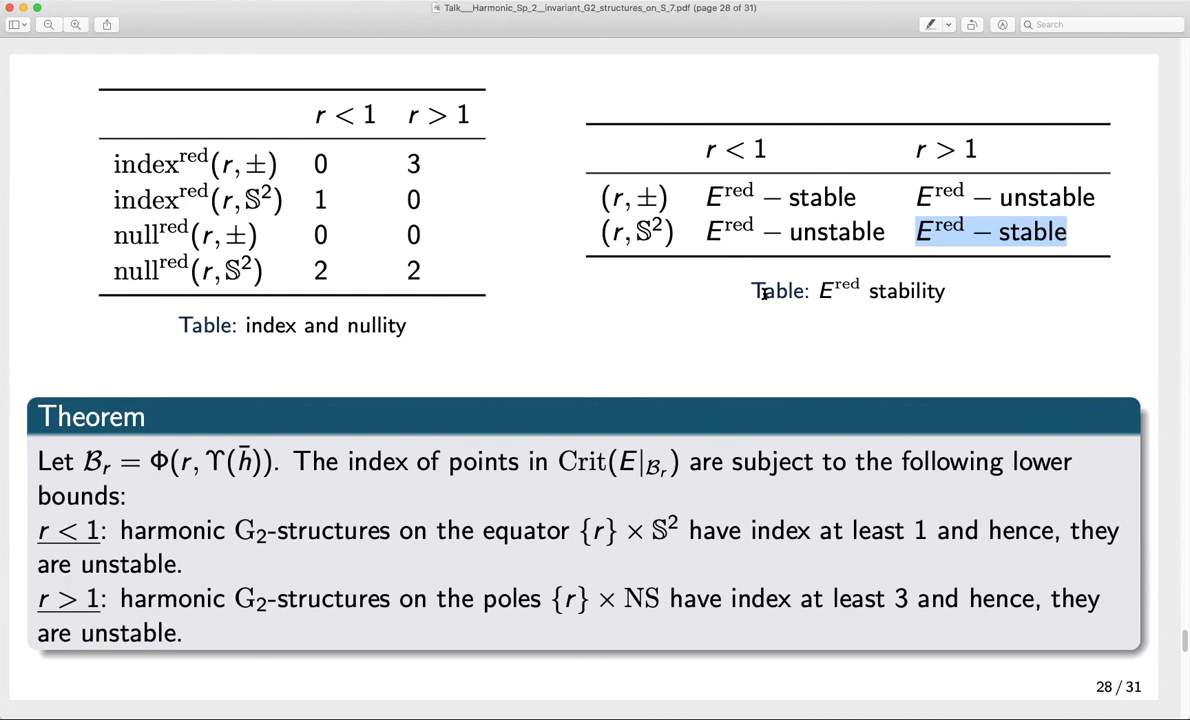 Talk__Harmonic_Sp_2__invariant_G2_structures_on_S_7.pdf (page 28 of 31)
Search
r < 1 r > 1
index^red(r, ±) 0 3
index^red(r, 𝕊²) 1 0
null^red(r, ±) 0 0
null^red(r, 𝕊²) 2 2
Table: index and nullity
r < 1 r > 1
(r, ±) E^red − stable E^red − unstable
(r, 𝕊²) E^red − unstable E^red − stable
Table: E^red stability
Theorem
Let ℬ_r = Φ(r, ϒ(h̄)). The index of points in Crit(E|_ℬ_r) are subject to the following lower
bounds:
r < 1: harmonic G₂-structures on the equator {r} × 𝕊² have index at least 1 and hence, they
are unstable.
r > 1: harmonic G₂-structures on the poles {r} × NS have index at least 3 and hence, they
are unstable.
28 / 31